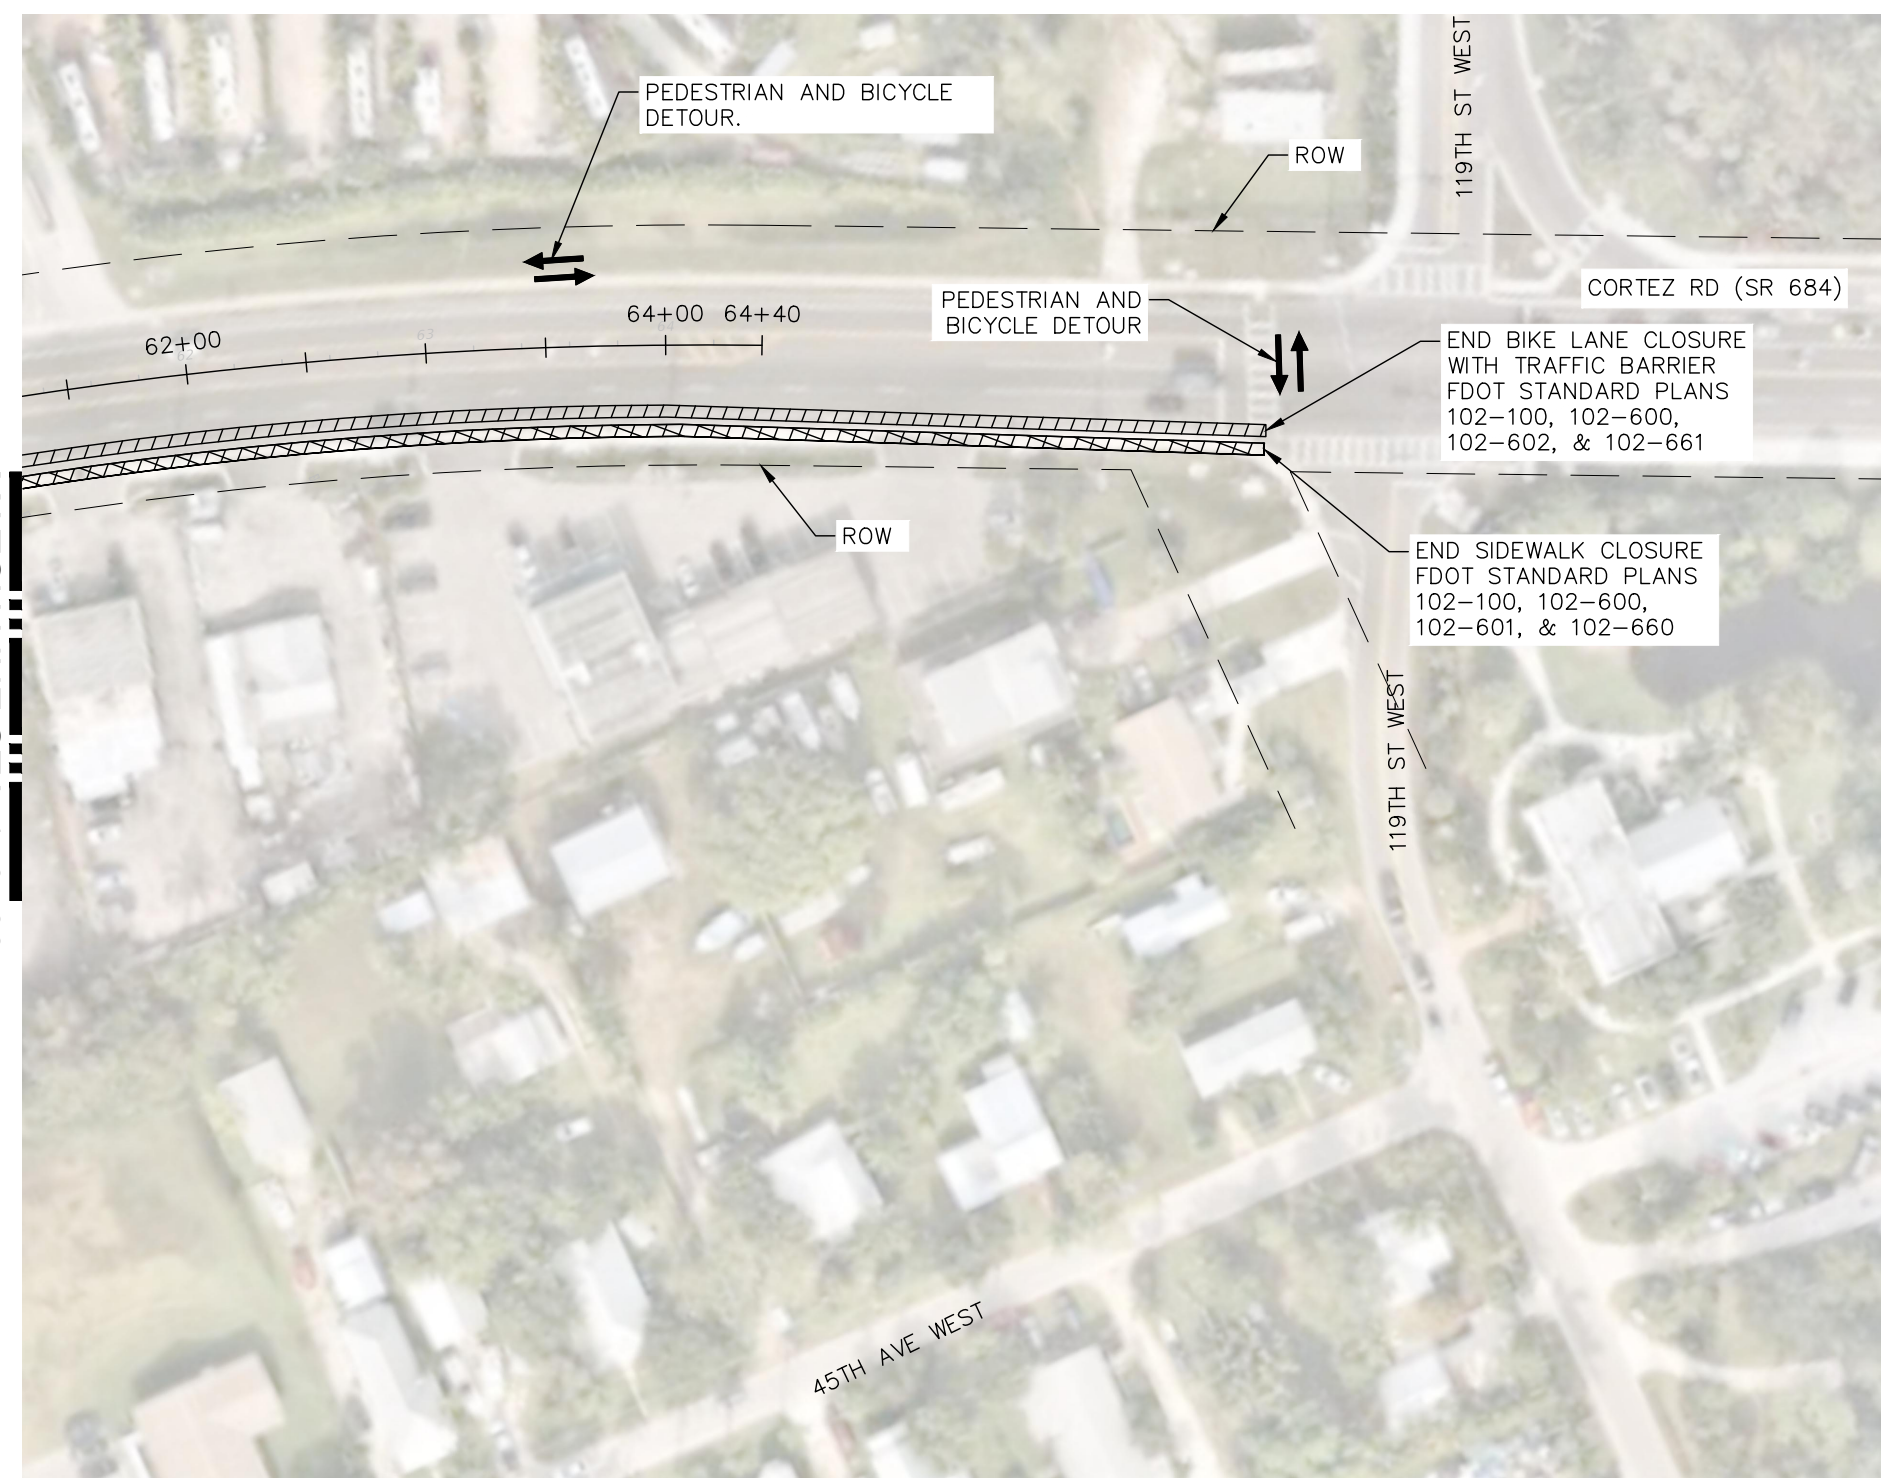 119TH ST WEST
PEDESTRIAN AND BICYCLE
DETOUR.
ROW
CORTEZ RD (SR 684)
PEDESTRIAN AND
BICYCLE DETOUR
62+00
63
64+00 64+40
END BIKE LANE CLOSURE
WITH TRAFFIC BARRIER
FDOT STANDARD PLANS
102-100, 102-600,
102-602, & 102-661
ROW
END SIDEWALK CLOSURE
FDOT STANDARD PLANS
102-100, 102-600,
102-601, & 102-660
119TH ST WEST
45TH AVE WEST